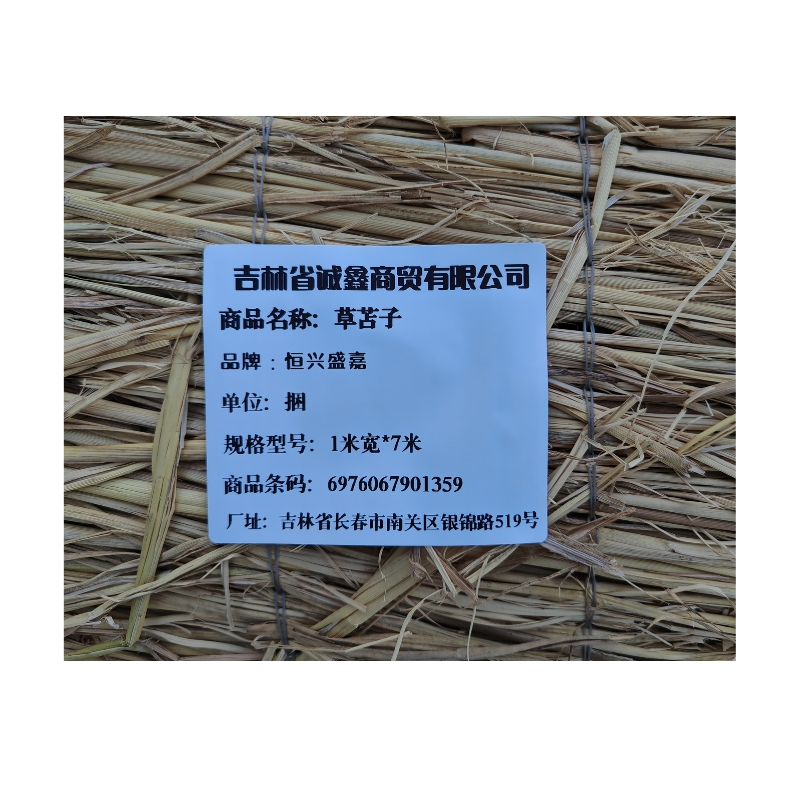 吉林省诚鑫商贸有限公司
商品名称：草苫子
品牌：恒兴盛嘉
单位：捆
规格型号：1米宽*7米
商品条码：6976067901359
厂址：吉林省长春市南关区银锦路519号